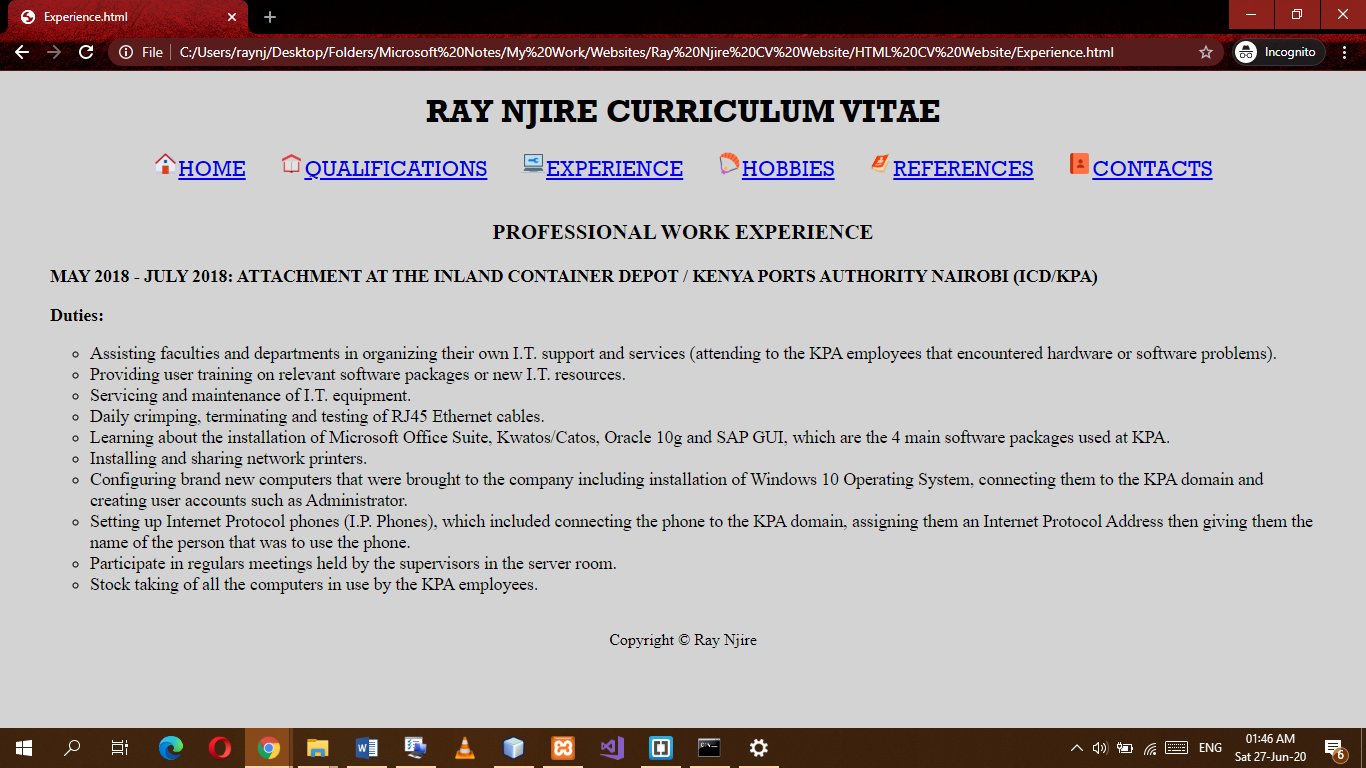 Experience.html
File
C:/Users/raynj/Desktop/Folders/Microsoft%20Notes/My%20Work/Websites/Ray%20Njire%20CV%20Website/HTML%20CV%20Website/Experience.html
Incognito
RAY NJIRE CURRICULUM VITAE
HOME QUALIFICATIONS EXPERIENCE HOBBIES REFERENCES CONTACTS
PROFESSIONAL WORK EXPERIENCE
MAY 2018 - JULY 2018: ATTACHMENT AT THE INLAND CONTAINER DEPOT / KENYA PORTS AUTHORITY NAIROBI (ICD/KPA)
Duties:
Assisting faculties and departments in organizing their own I.T. support and services (attending to the KPA employees that encountered hardware or software problems).
Providing user training on relevant software packages or new I.T. resources.
Servicing and maintenance of I.T. equipment.
Daily crimping, terminating and testing of RJ45 Ethernet cables.
Learning about the installation of Microsoft Office Suite, Kwatos/Catos, Oracle 10g and SAP GUI, which are the 4 main software packages used at KPA.
Installing and sharing network printers.
Configuring brand new computers that were brought to the company including installation of Windows 10 Operating System, connecting them to the KPA domain and
creating user accounts such as Administrator.
Setting up Internet Protocol phones (I.P. Phones), which included connecting the phone to the KPA domain, assigning them an Internet Protocol Address then giving them the
name of the person that was to use the phone.
Participate in regulars meetings held by the supervisors in the server room.
Stock taking of all the computers in use by the KPA employees.
Copyright © Ray Njire
ENG
01:46 AM
Sat 27-Jun-20
6